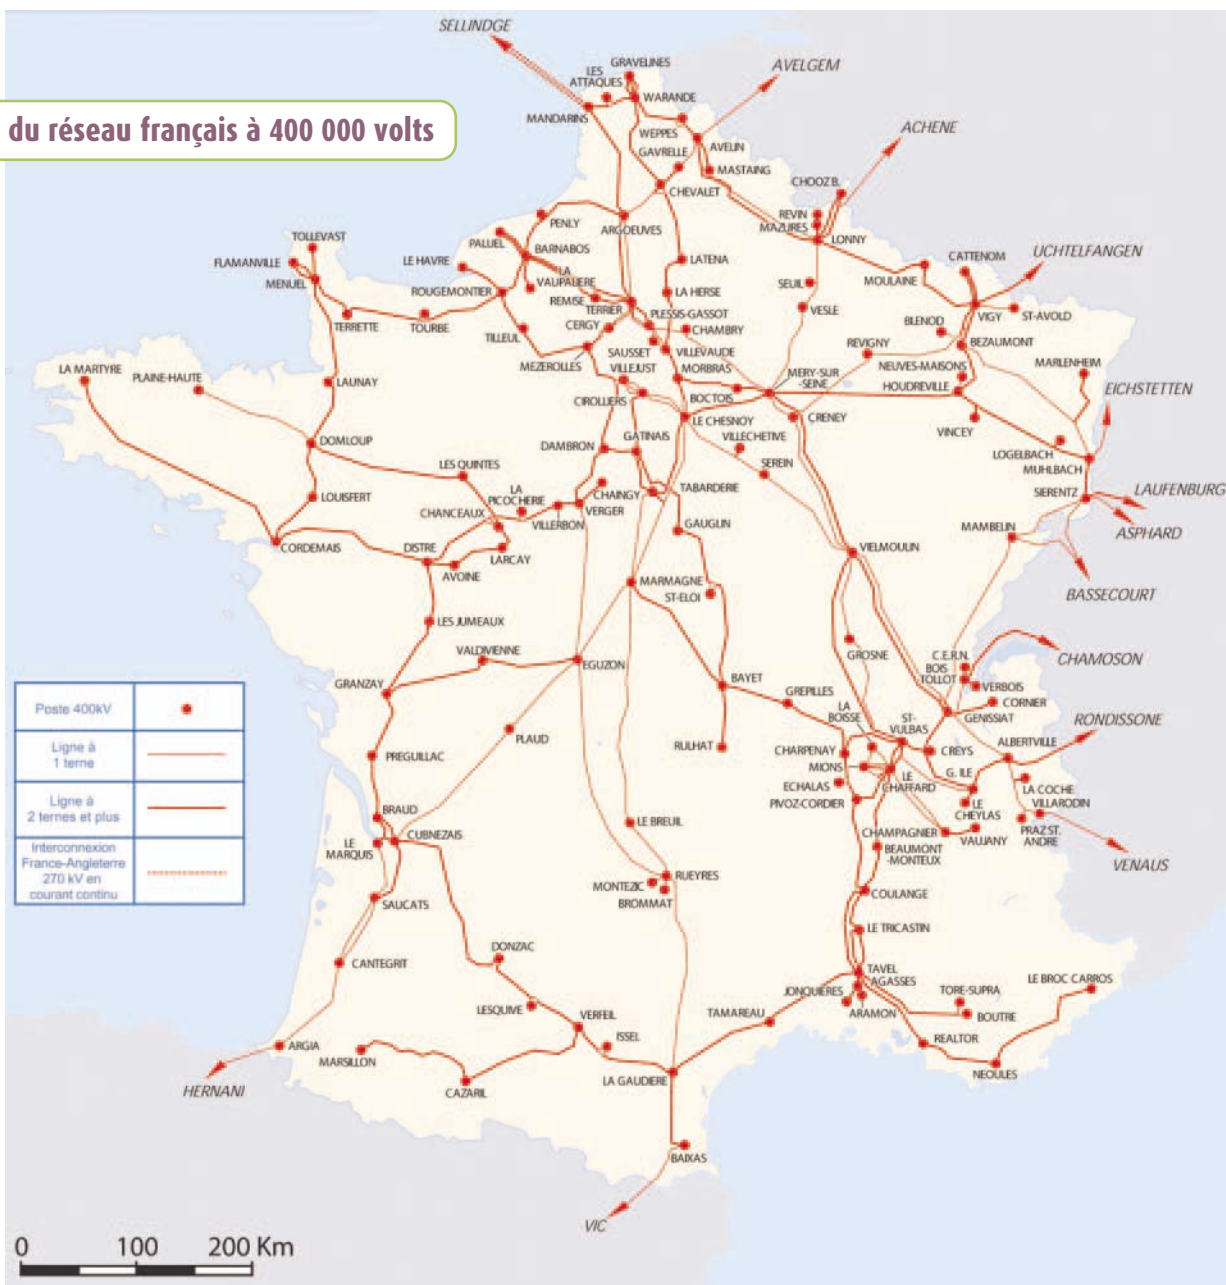 SELLINDGE
GRAVELINES
LES
ATTAQUES
AVELGEM
WARANDE
MANDARINS
du réseau français à 400 000 volts
ACHENE
WEPPES
AVELIN
GAVRELLE
MASTAING
CHOOZ B.
CHEVALET
REVIN
MAZURES
PENLY
ARGOEUVES
LONNY
TOLLEVAST
PALUEL
BARNABOS
CATTENOM
UCHTELFANGEN
FLAMANVILLE
LE HAVRE
LA
VAUPALIERE
LATENA
MOULAINE
MENUEL
SEUIL
ROUGEMONTIER
REMISE
TERRIER
LA HERSE
VESLE
VIGY
ST-AVOLD
TERRETTE
TOURBE
TILLEUL
CERGY
PLESSIS-GASSOT
CHAMBRY
BLENOD
REVIGNY
BEZAUMONT
SAUSSET
VILLEVAUDE
MEZEROLLES
VILLEJUST
MORBRAS
NEUVES-MAISONS
MARLENHEIM
LA MARTYRE
PLAINE-HAUTE
LAUNAY
MERY-SUR
-SEINE
HOUDREVILLE
EICHSTETTEN
CIROLLIERS
BOCTOIS
LE CHESNOY
CRENEY
VINCEY
DOMLOUP
DAMBRON
GATINAIS
VILLECHETIVE
LOGELBACH
MUHLBACH
LES QUINTES
SEREIN
LOUISFERT
LA
PICOCHERIE
CHAINGY
TABARDERIE
SIERENTZ
LAUFENBURG
CHANCEAUX
VILLERBON
VERGER
GAUGLIN
MAMBELIN
ASPHARD
CORDEMAIS
DISTRE
LARCAY
AVOINE
VIELMOULIN
MARMAGNE
ST-ELOI
BASSECOURT
LES JUMEAUX
GROSNE
VALDIVIENNE
EGUZON
C.E.R.N.
BOIS
TOLLOT
CHAMOSON
GRANZAY
BAYET
GREPILLES
VERBOIS
CORNIER
Poste 400kV
GENISSIAT
RONDISSONE
LA
BOISSE
ST-
VULBAS
PLAUD
RULHAT
CHARPENAY
CREYS
ALBERTVILLE
Ligne à
1 terne
PREGUILLAC
MIONS
LE
CHAFFARD
G. ILE
ECHALAS
LA COCHE
PIVOZ-CORDIER
LE
CHEYLAS
VILLARODIN
Ligne à
2 ternes et plus
BRAUD
CUBNEZAIS
LE BREUIL
CHAMPAGNIER
VAUJANY
PRAZ ST.
ANDRE
LE
MARQUIS
BEAUMONT
-MONTEUX
VENAUS
Interconnexion
France-Angleterre
270 kV en
courant continu
MONTEZIC
RUEYRES
BROMMAT
COULANGE
SAUCATS
LE TRICASTIN
DONZAC
CANTEGRIT
TAVEL
AGASSES
LE BROC CARROS
JONQUIERES
TORE-SUPRA
LESQUIVE
VERFEIL
TAMAREAU
ARAMON
BOUTRE
ISSEL
ARGIA
MARSILLON
REALTOR
HERNANI
CAZARIL
LA GAUDIERE
NEOULES
BAIXAS
VIC
0 100 200 Km